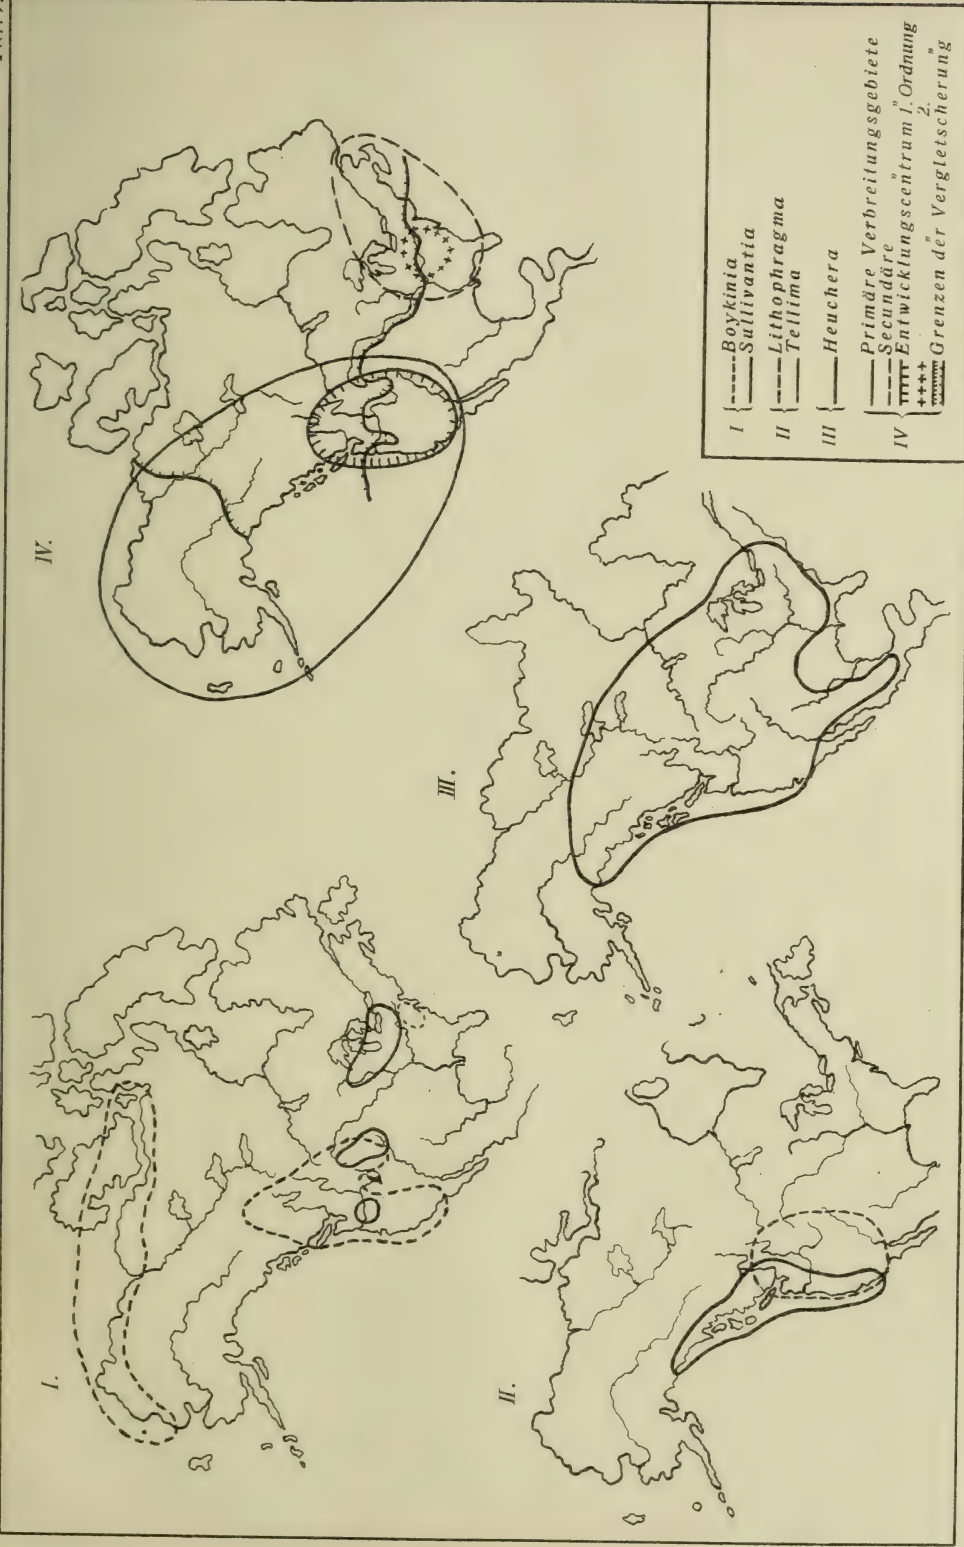 I.
II.
III.
IV.
I { ----- Boykinia
——— Sullivantia
II { ----- Lithophragma
——— Tellima
III { ——— Heuchera
IV { ——— Primäre Verbreitungsgebiete
----- Secundäre "
Entwicklungscentrum 1. Ordnung
++++ " 2. "
Grenzen der Vergletscherung